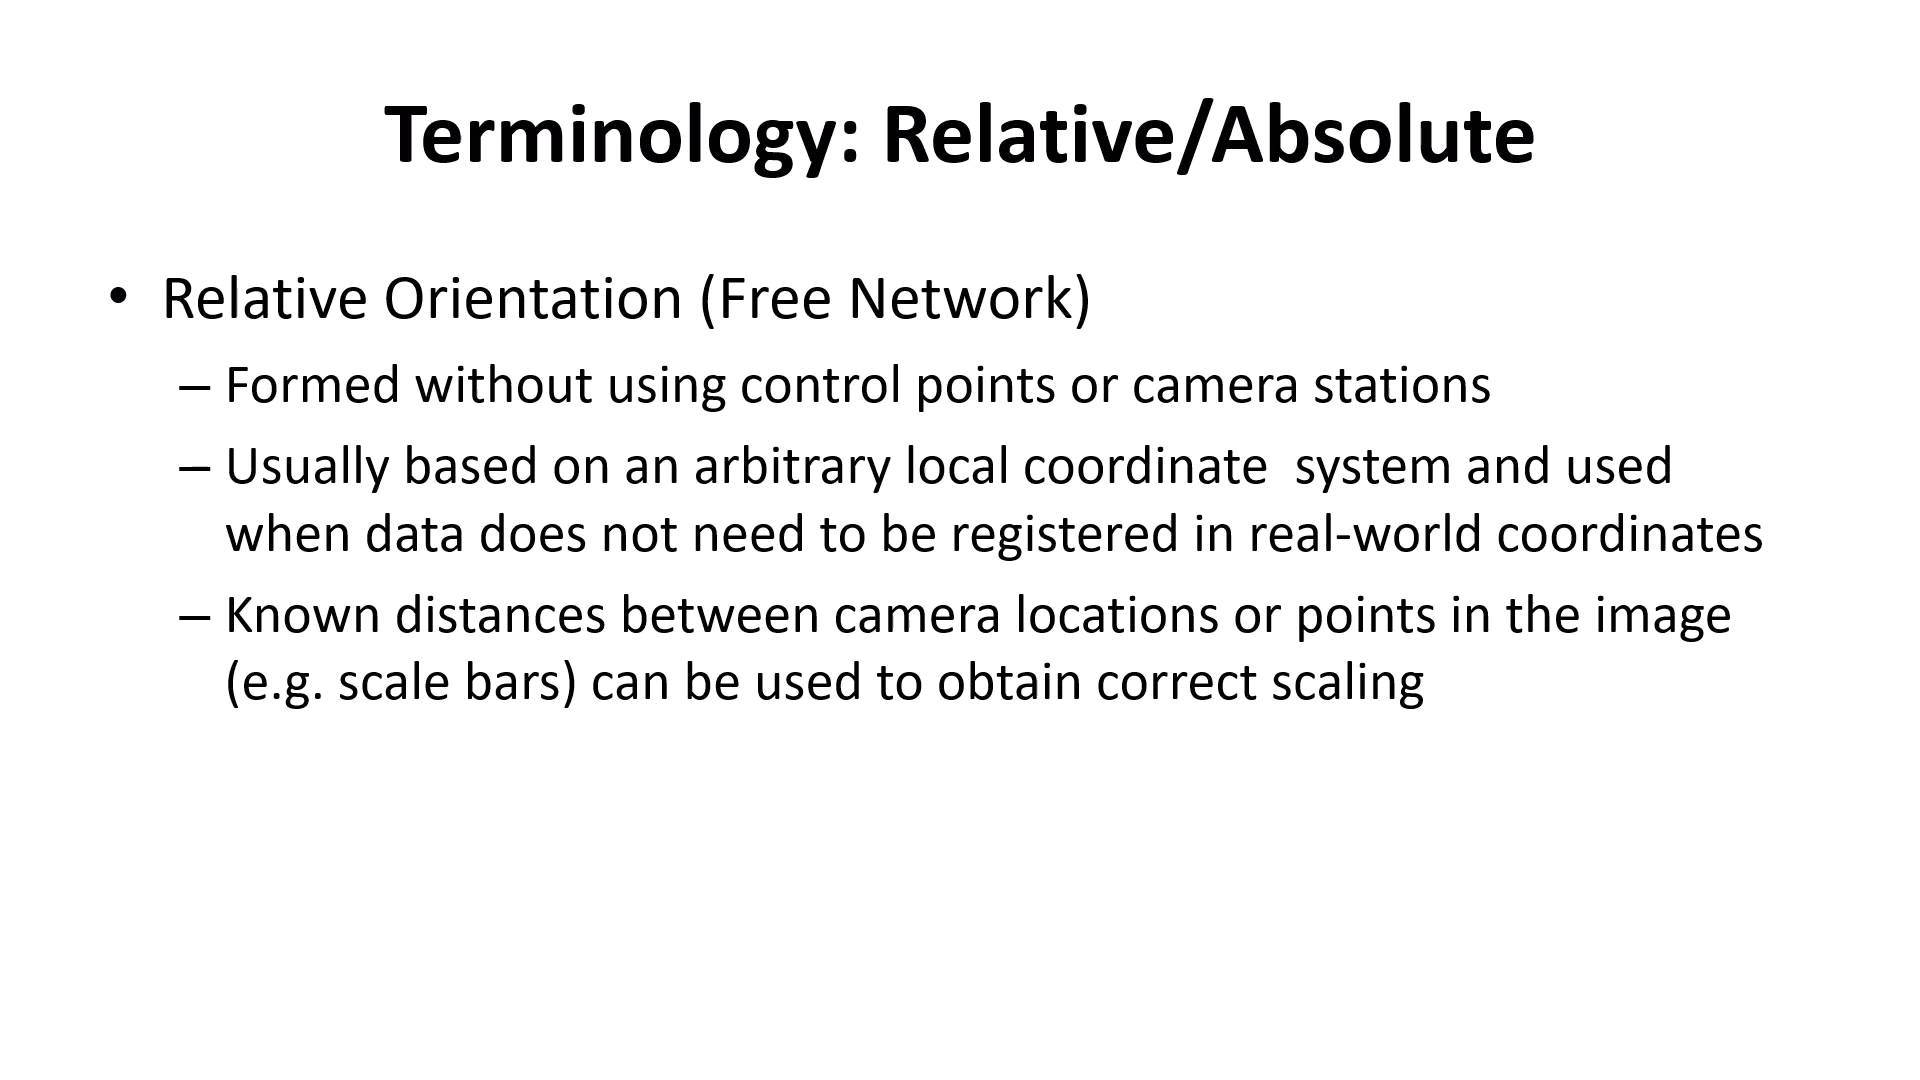 Terminology: Relative/Absolute
• Relative Orientation (Free Network)
– Formed without using control points or camera stations
– Usually based on an arbitrary local coordinate  system and used
when data does not need to be registered in real-world coordinates
– Known distances between camera locations or points in the image
(e.g. scale bars) can be used to obtain correct scaling